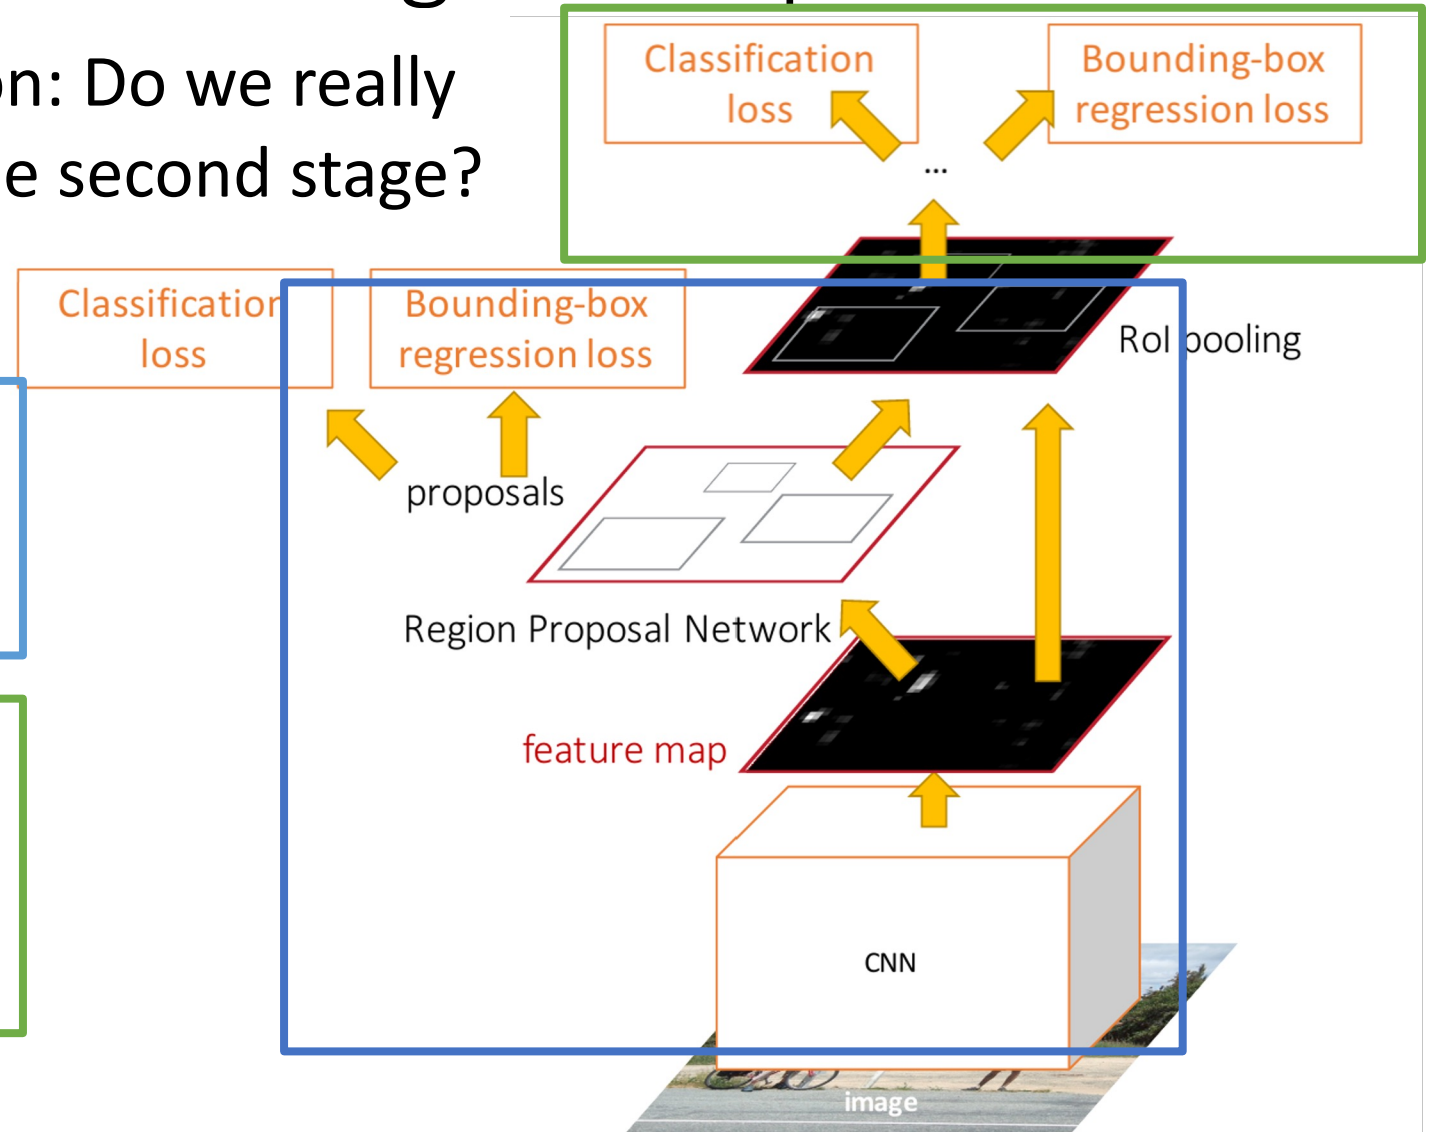 on: Do we really
e second stage?
Classification
loss
Bounding-box
regression loss
...
Classification
loss
Bounding-box
regression loss
RoI pooling
proposals
Region Proposal Network
feature map
CNN
image